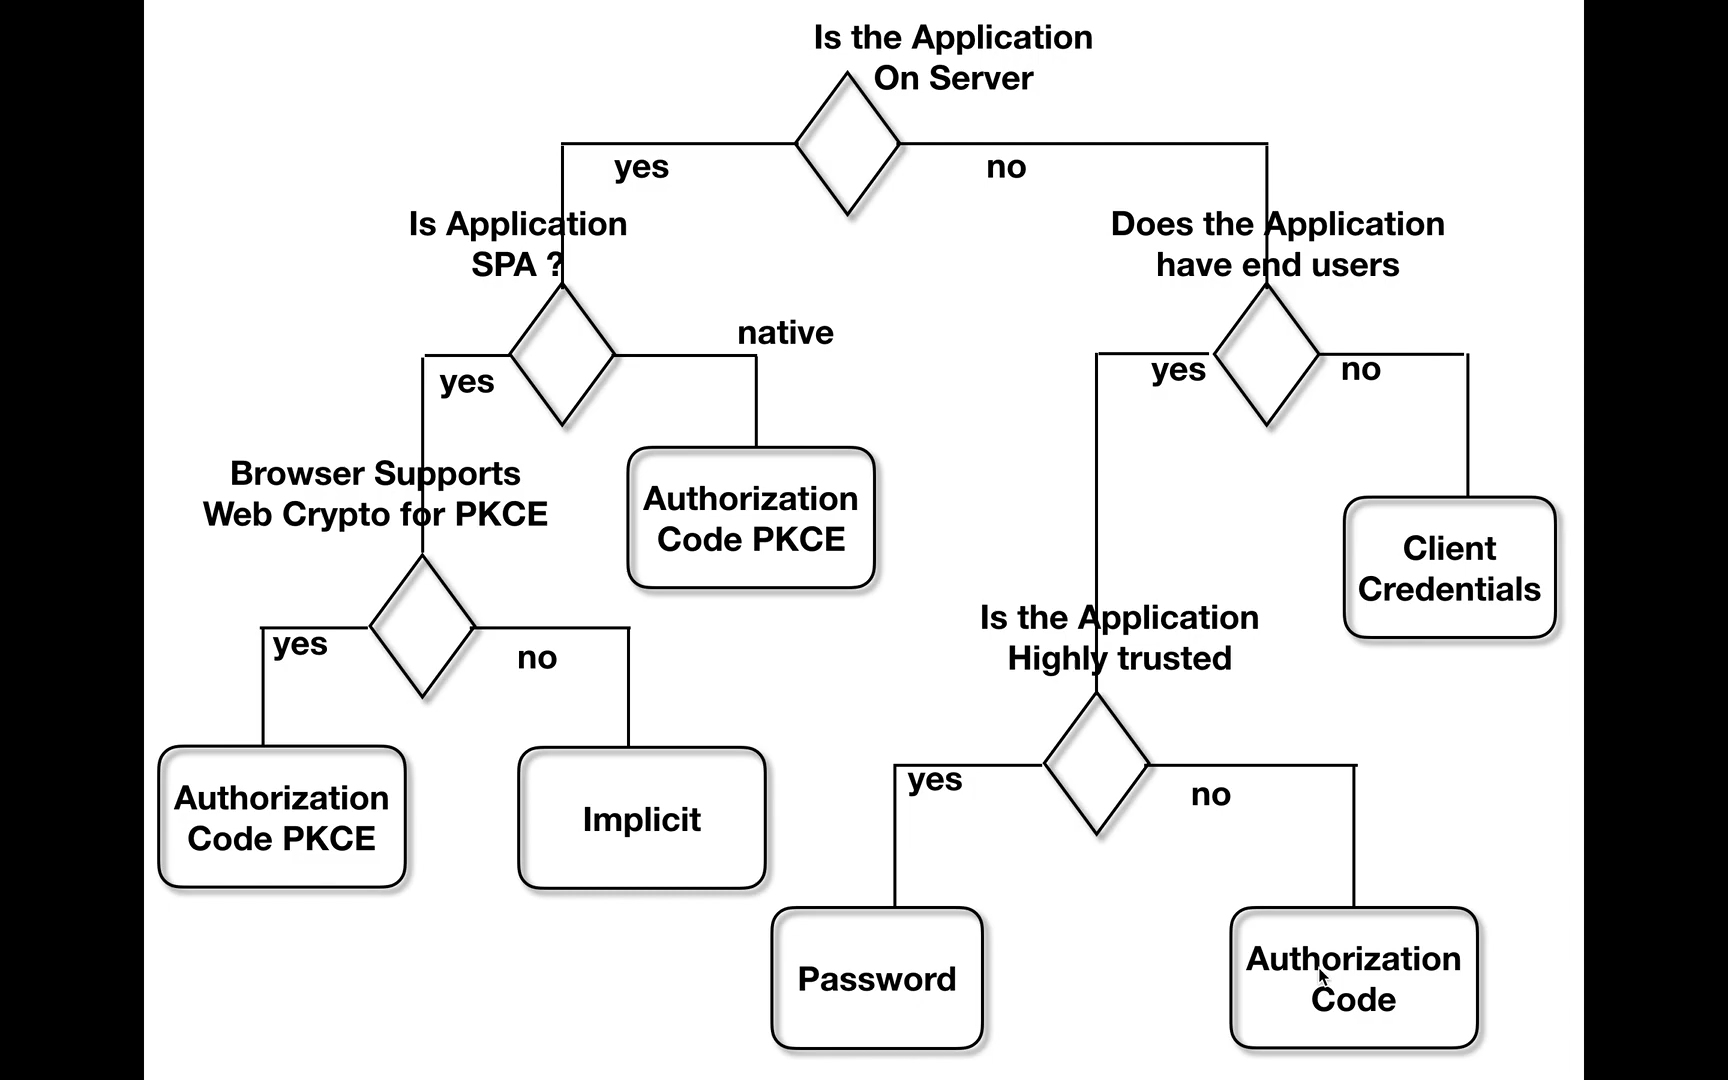 Is the Application
On Server
yes
no
Is Application
SPA ?
Does the Application
have end users
native
yes
yes
no
Browser Supports
Web Crypto for PKCE
Authorization
Code PKCE
Client
Credentials
Is the Application
Highly trusted
yes
no
Authorization
Code PKCE
Implicit
yes
no
Password
Authorization
Code